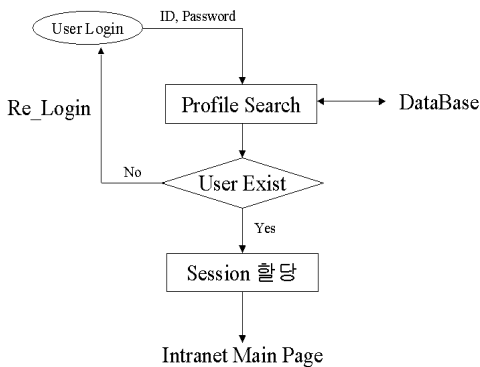 User Login
ID, Password
Re_Login
Profile Search
DataBase
No
User Exist
Yes
Session 할당
Intranet Main Page